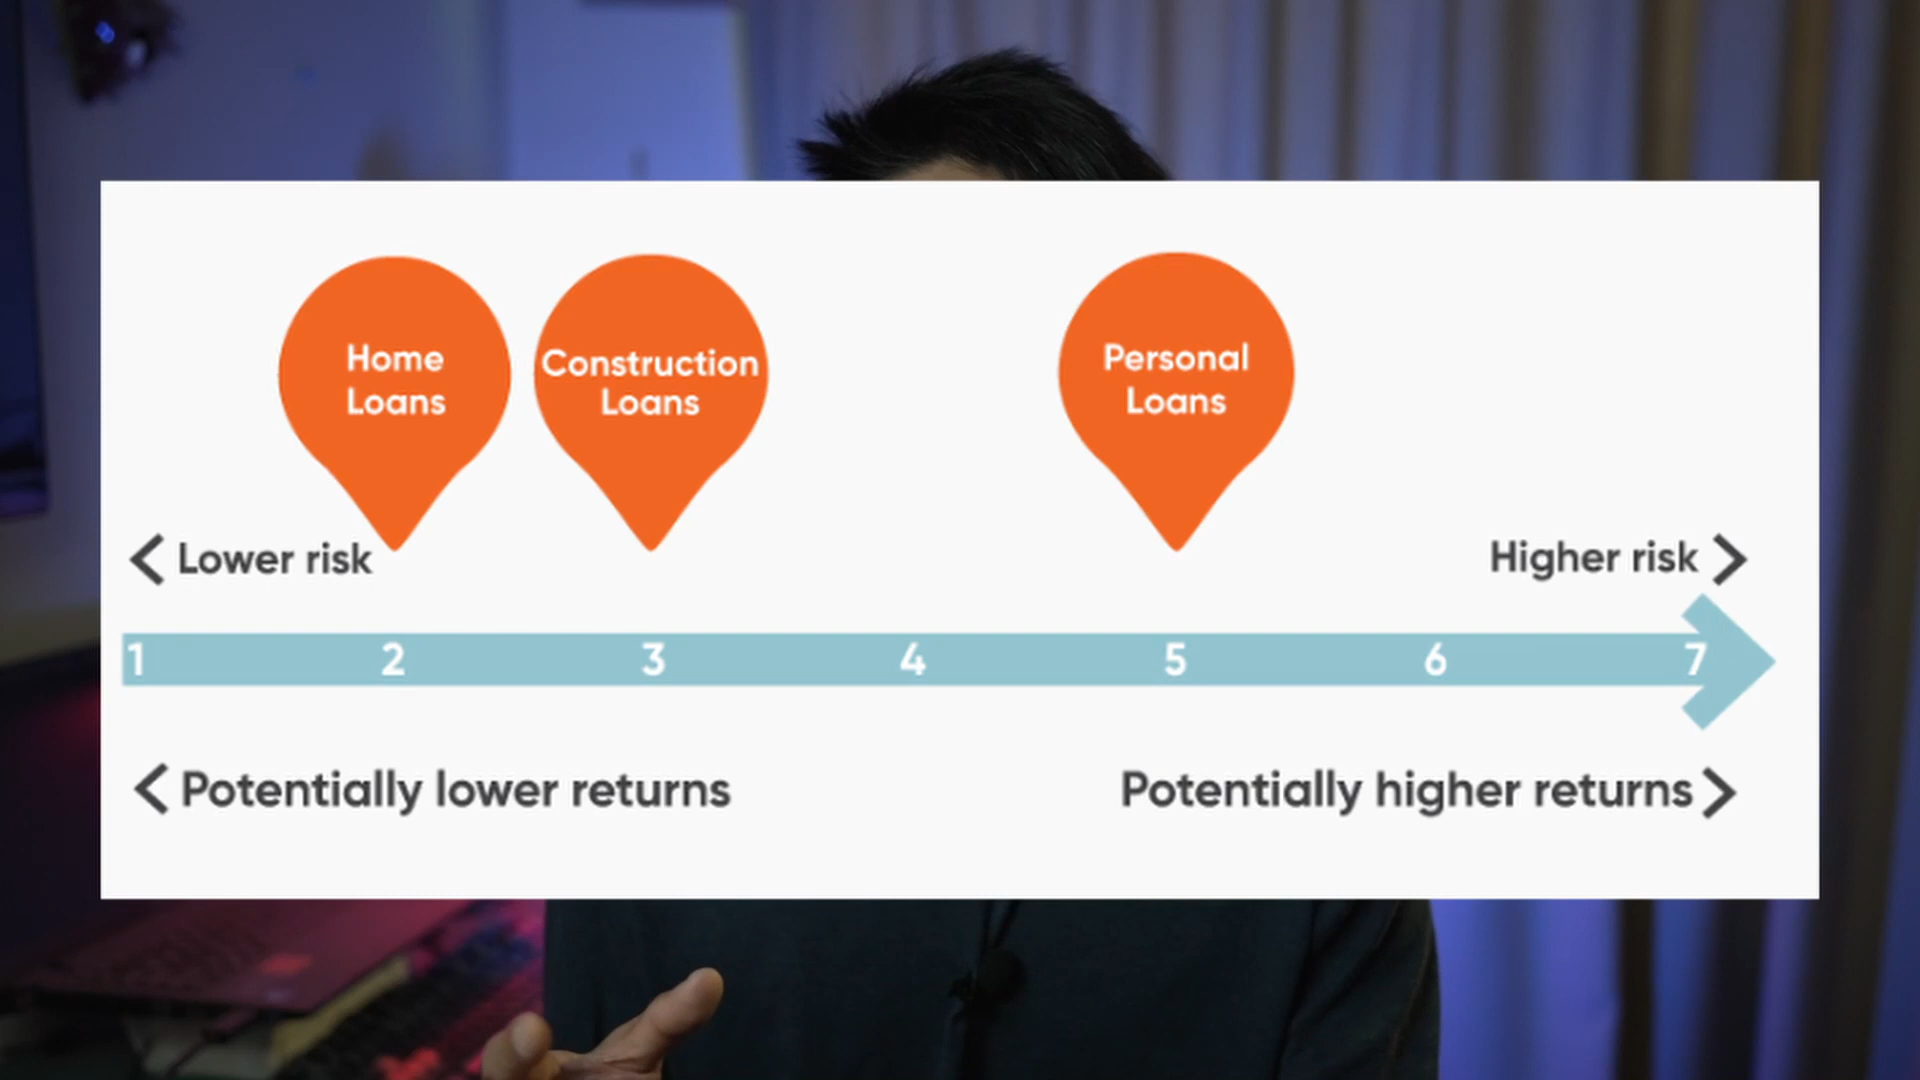 Home
Loans
Construction
Loans
Personal
Loans
Lower risk
Higher risk
1 2 3 4 5 6 7
Potentially lower returns
Potentially higher returns